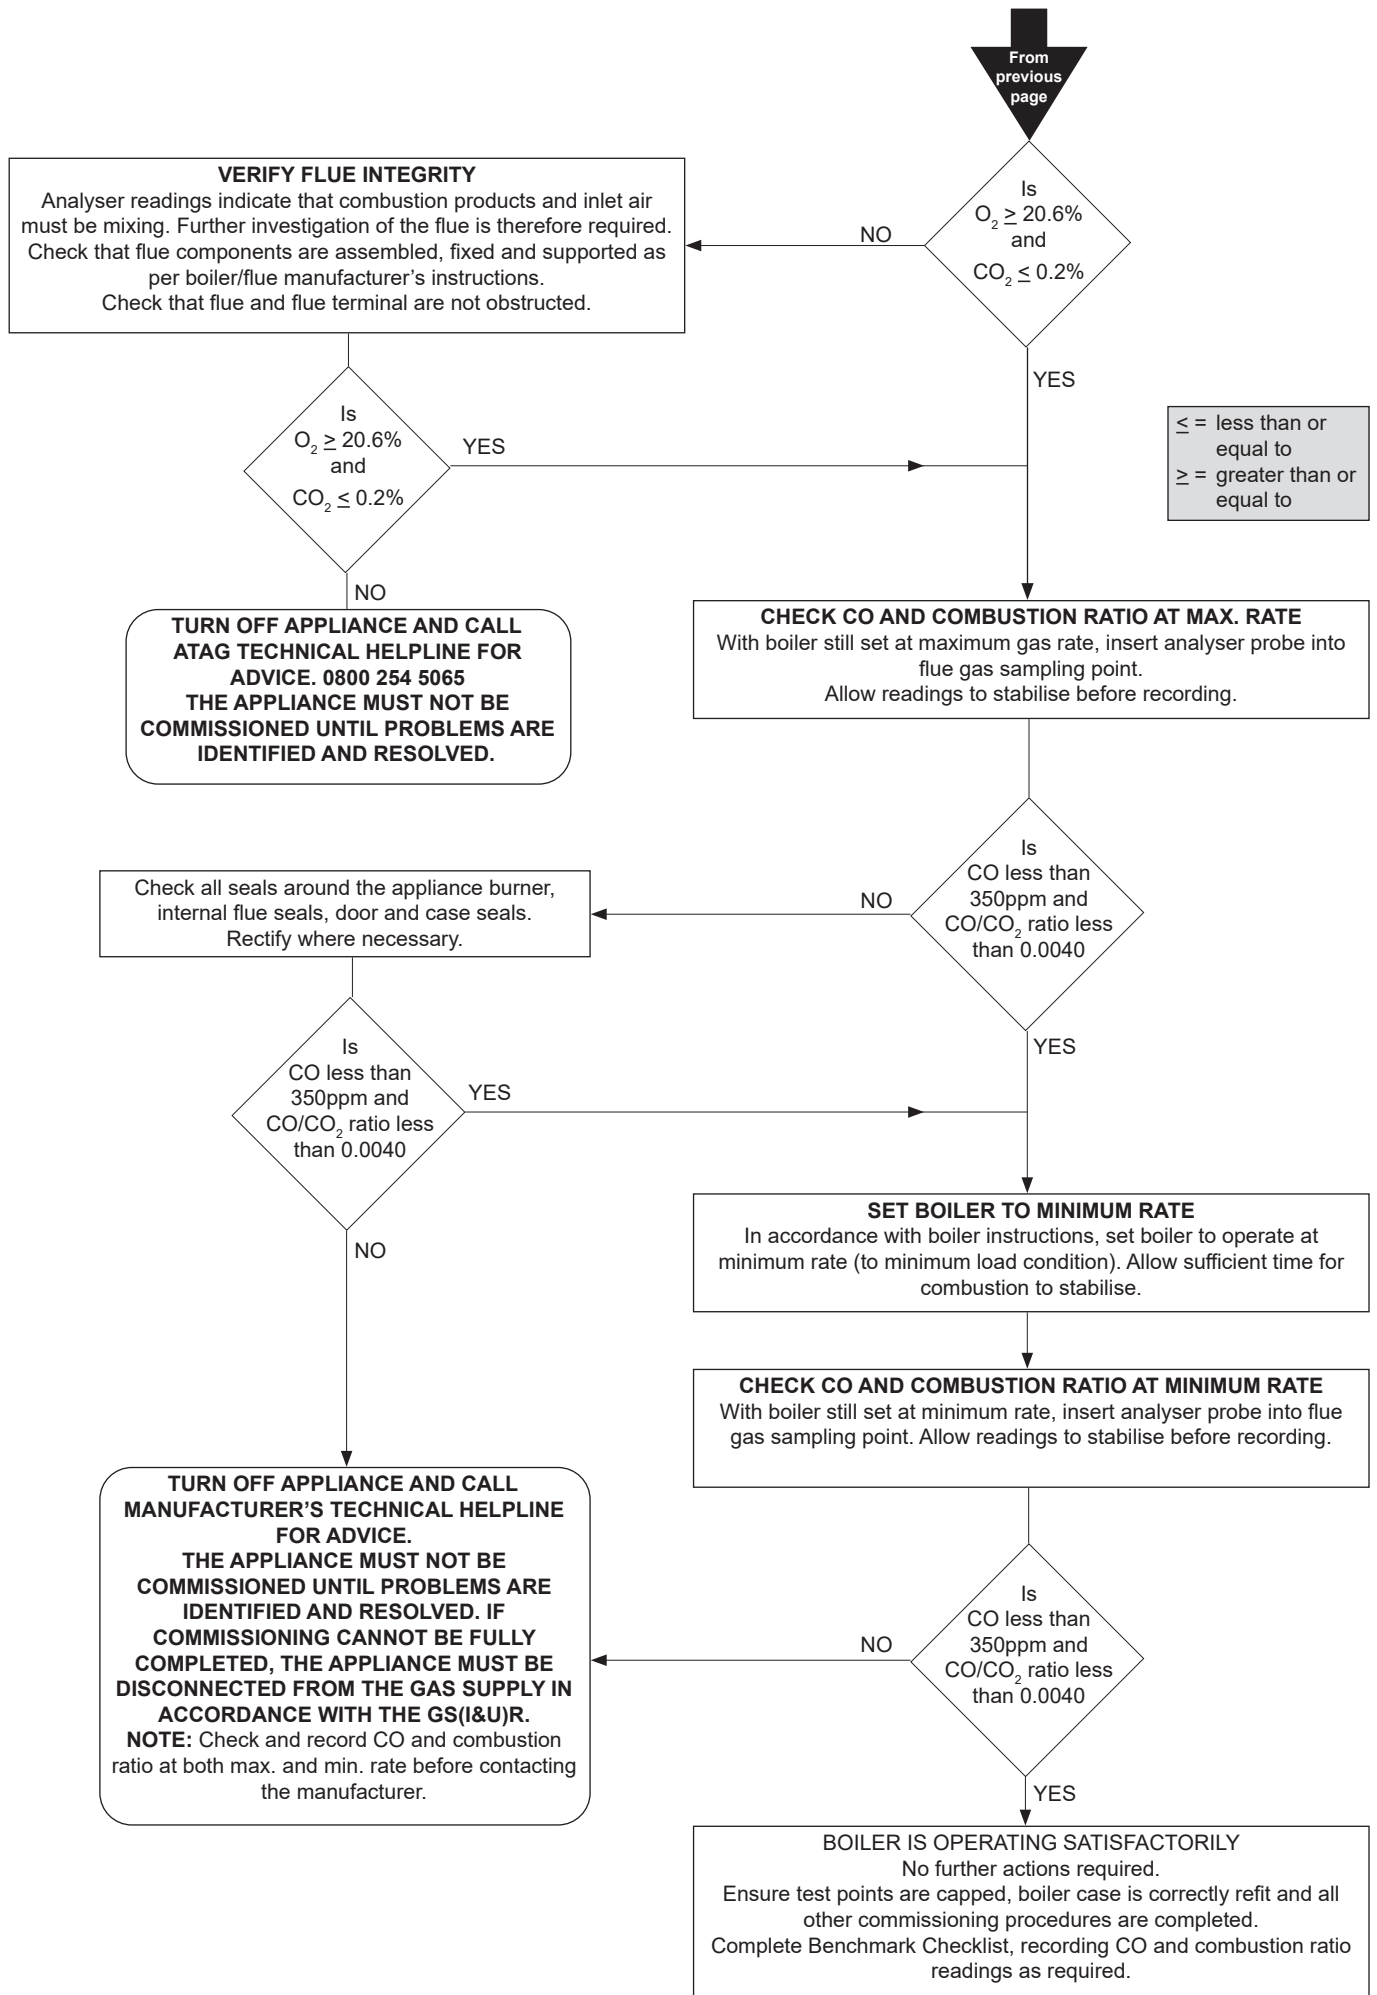 From
previous
page
Is
O₂ ≥ 20.6%
and
CO₂ ≤ 0.2%
NO
YES
VERIFY FLUE INTEGRITY
Analyser readings indicate that combustion products and inlet air
must be mixing. Further investigation of the flue is therefore required.
Check that flue components are assembled, fixed and supported as
per boiler/flue manufacturer’s instructions.
Check that flue and flue terminal are not obstructed.
Is
O₂ ≥ 20.6%
and
CO₂ ≤ 0.2%
YES
NO
≤ = less than or
equal to
≥ = greater than or
equal to
TURN OFF APPLIANCE AND CALL
ATAG TECHNICAL HELPLINE FOR
ADVICE. 0800 254 5065
THE APPLIANCE MUST NOT BE
COMMISSIONED UNTIL PROBLEMS ARE
IDENTIFIED AND RESOLVED.
CHECK CO AND COMBUSTION RATIO AT MAX. RATE
With boiler still set at maximum gas rate, insert analyser probe into
flue gas sampling point.
Allow readings to stabilise before recording.
Is
CO less than
350ppm and
CO/CO₂ ratio less
than 0.0040
NO
YES
Check all seals around the appliance burner,
internal flue seals, door and case seals.
Rectify where necessary.
Is
CO less than
350ppm and
CO/CO₂ ratio less
than 0.0040
YES
NO
SET BOILER TO MINIMUM RATE
In accordance with boiler instructions, set boiler to operate at
minimum rate (to minimum load condition). Allow sufficient time for
combustion to stabilise.
CHECK CO AND COMBUSTION RATIO AT MINIMUM RATE
With boiler still set at minimum rate, insert analyser probe into flue
gas sampling point. Allow readings to stabilise before recording.
TURN OFF APPLIANCE AND CALL
MANUFACTURER’S TECHNICAL HELPLINE
FOR ADVICE.
THE APPLIANCE MUST NOT BE
COMMISSIONED UNTIL PROBLEMS ARE
IDENTIFIED AND RESOLVED. IF
COMMISSIONING CANNOT BE FULLY
COMPLETED, THE APPLIANCE MUST BE
DISCONNECTED FROM THE GAS SUPPLY IN
ACCORDANCE WITH THE GS(I&U)R.
NOTE: Check and record CO and combustion
ratio at both max. and min. rate before contacting
the manufacturer.
Is
CO less than
350ppm and
CO/CO₂ ratio less
than 0.0040
NO
YES
BOILER IS OPERATING SATISFACTORILY
No further actions required.
Ensure test points are capped, boiler case is correctly refit and all
other commissioning procedures are completed.
Complete Benchmark Checklist, recording CO and combustion ratio
readings as required.